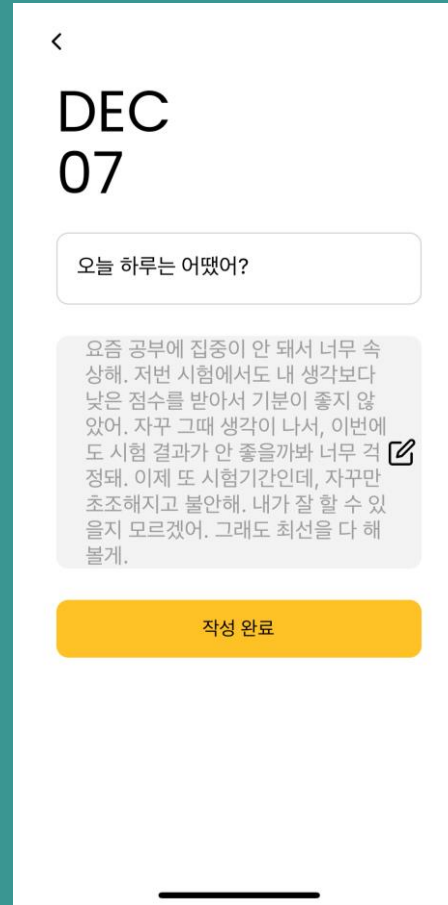 DEC
07
오늘 하루는 어땠어?
요즘 공부에 집중이 안 돼서 너무 속
상해. 저번 시험에서도 내 생각보다
낮은 점수를 받아서 기분이 좋지 않
았어. 자꾸 그때 생각이 나서, 이번에
도 시험 결과가 안 좋을까봐 너무 걱
정돼. 이제 또 시험기간인데, 자꾸만
초조해지고 불안해. 내가 잘 할 수 있
을지 모르겠어. 그래도 최선을 다 해
볼게.
작성 완료